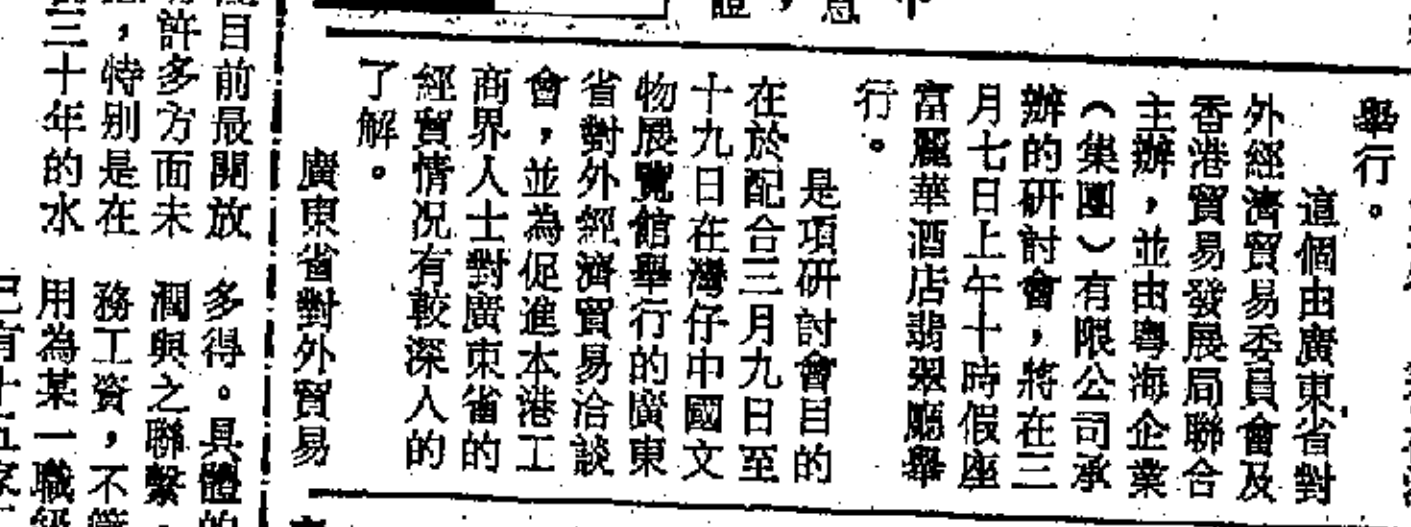 舉行。
這個由廣東省對
外經濟貿易委員會及
香港貿易發展局聯合
主辦，並由粵海企業
（集團）有限公司承
辦的研討會，將在三
月七日上午十時假座
富麗華酒店翡翠廳舉
行。
是項研討會目的
在於配合三月九日至
十九日在灣仔中國文
物展覽館舉行的廣東
省對外經濟貿易洽談
會，並為促進本港工
商界人士對廣東省的
經貿情况有較深入的
了解。
廣東省對外貿易
目前最開放
許多方面未
，特別是在
三十年的水
多得。具體的
潤與之聯繫，
務工資，不管
用為某一職級
已有十五家